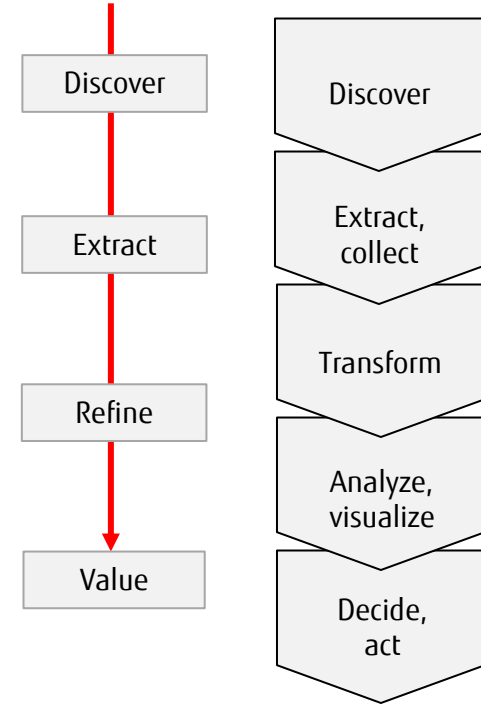 Discover
Extract
Refine
Value
Discover
Extract,
collect
Transform
Analyze,
visualize
Decide,
act